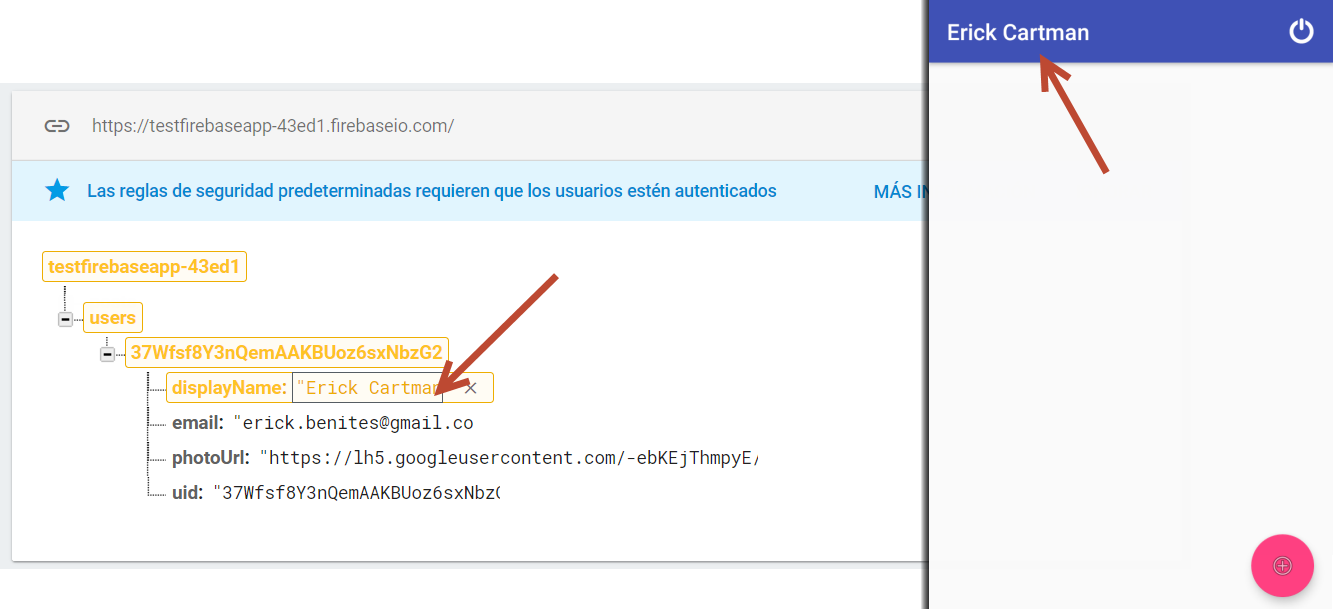 https://testfirebaseapp-43ed1.firebaseio.com/
Las reglas de seguridad predeterminadas requieren que los usuarios estén autenticados
MÁS IN
testfirebaseapp-43ed1
users
37Wfsf8Y3nQemAAKBUoz6sxNbzG2
displayName: "Erick Cartman
email: "erick.benites@gmail.co
photoUrl: "https://lh5.googleusercontent.com/-ebKEjThmpyE/
uid: "37Wfsf8Y3nQemAAKBUoz6sxNbzG
Erick Cartman